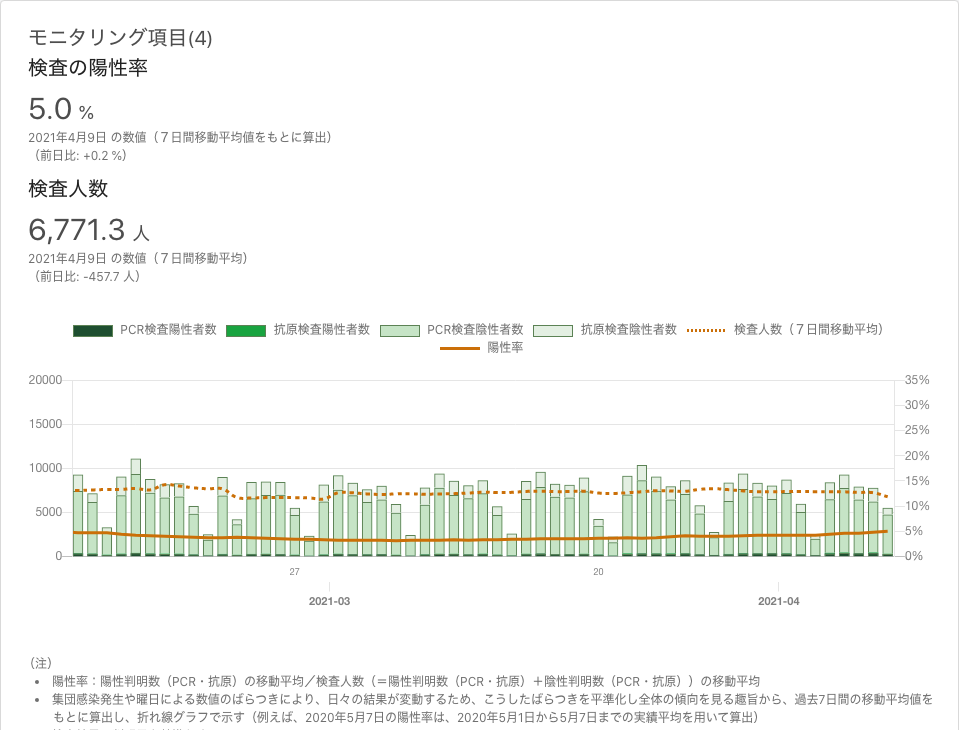 モニタリング項目(4)
検査の陽性率
5.0 %
2021年4月9日 の数値（７日間移動平均値をもとに算出）
（前日比: +0.2 %）
検査人数
6,771.3 人
2021年4月9日 の数値（７日間移動平均）
（前日比: -457.7 人）
PCR検査陽性者数 抗原検査陽性者数 PCR検査陰性者数 抗原検査陰性者数 検査人数（７日間移動平均）
陽性率
20000 35%
30%
15000
25%
10000 20%
15%
5000
10%
5%
0 0%
27 20
2021-03 2021-04
（注）
• 陽性率：陽性判明数（PCR・抗原）の移動平均／検査人数（＝陽性判明数（PCR・抗原）＋陰性判明数（PCR・抗原））の移動平均
• 集団感染発生や曜日による数値のばらつきにより、日々の結果が変動するため、こうしたばらつきを平準化し全体の傾向を見る趣旨から、過去7日間の移動平均値を
もとに算出し、折れ線グラフで示す（例えば、2020年5月7日の陽性率は、2020年5月1日から5月7日までの実績平均を用いて算出）